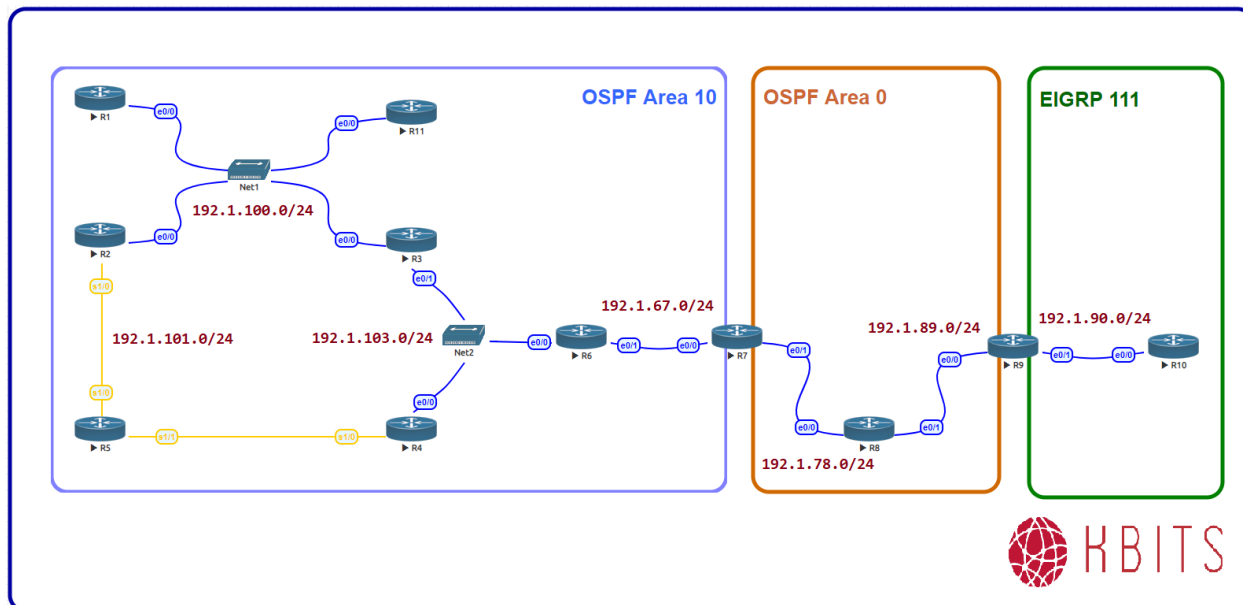 OSPF Area 10
OSPF Area 0
EIGRP 111
e0/0
R1
e0/0
R11
Net1
192.1.100.0/24
R2
e0/0
e0/0
R3
s1/0
e0/1
192.1.101.0/24
192.1.103.0/24
Net2
e0/0
R6
e0/1
192.1.67.0/24
e0/0
R7
e0/1
192.1.89.0/24
e0/0
R9
192.1.90.0/24
e0/1
e0/0
R10
s1/0
R5
s1/1
s1/0
e0/0
R4
e0/0
R8
e0/1
192.1.78.0/24
KBITS